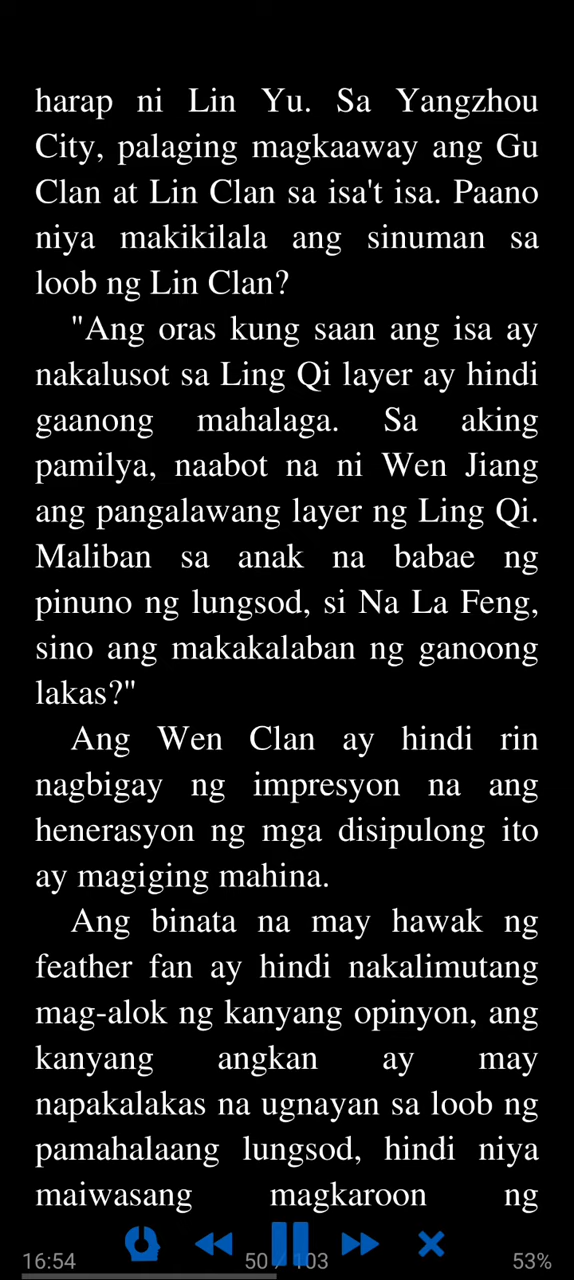 harap ni Lin Yu. Sa Yangzhou
City, palaging magkaaway ang Gu
Clan at Lin Clan sa isa't isa. Paano
niya makikilala ang sinuman sa
loob ng Lin Clan?
"Ang oras kung saan ang isa ay
nakalusot sa Ling Qi layer ay hindi
gaanong mahalaga. Sa aking
pamilya, naabot na ni Wen Jiang
ang pangalawang layer ng Ling Qi.
Maliban sa anak na babae ng
pinuno ng lungsod, si Na La Feng,
sino ang makakalaban ng ganoong
lakas?"
Ang Wen Clan ay hindi rin
nagbigay ng impresyon na ang
henerasyon ng mga disipulong ito
ay magiging mahina.
Ang binata na may hawak ng
feather fan ay hindi nakalimutang
mag-alok ng kanyang opinyon, ang
kanyang angkan ay may
napakalakas na ugnayan sa loob ng
pamahalaang lungsod, hindi niya
maiwasang magkaroon ng
16:54 50 / 103 53%